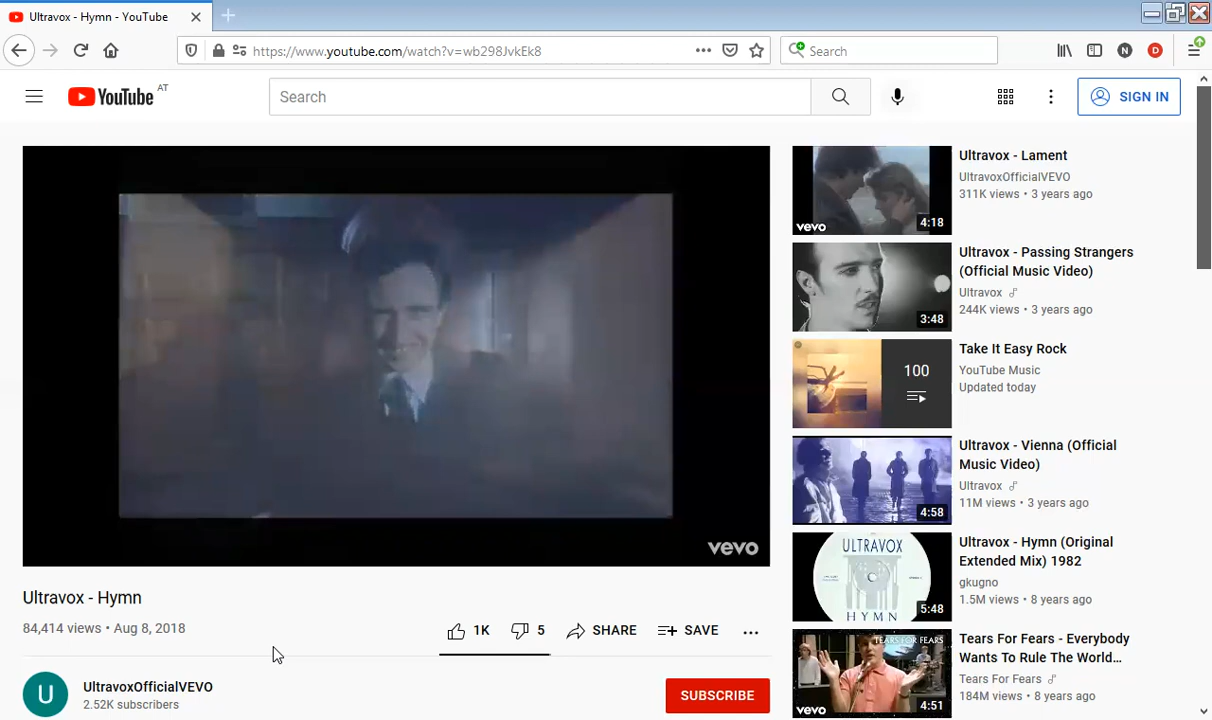 Ultravox - Hymn - YouTube
https://www.youtube.com/watch?v=wb298JvkEk8
Search
N
D
YouTube AT
Search
SIGN IN
vevo
Ultravox - Hymn
84,414 views • Aug 8, 2018
1K
5
SHARE
SAVE
U
UltravoxOfficialVEVO
2.52K subscribers
SUBSCRIBE
vevo
4:18
Ultravox - Lament
UltravoxOfficialVEVO
311K views • 3 years ago
3:48
Ultravox - Passing Strangers
(Official Music Video)
Ultravox
244K views • 3 years ago
100
Take It Easy Rock
YouTube Music
Updated today
4:58
Ultravox - Vienna (Official
Music Video)
Ultravox
11M views • 3 years ago
ULTRAVOX
HYMN
5:48
Ultravox - Hymn (Original
Extended Mix) 1982
gkugno
1.5M views • 8 years ago
TEARS FOR FEARS
vevo
4:51
Tears For Fears - Everybody
Wants To Rule The World...
Tears For Fears
184M views • 8 years ago